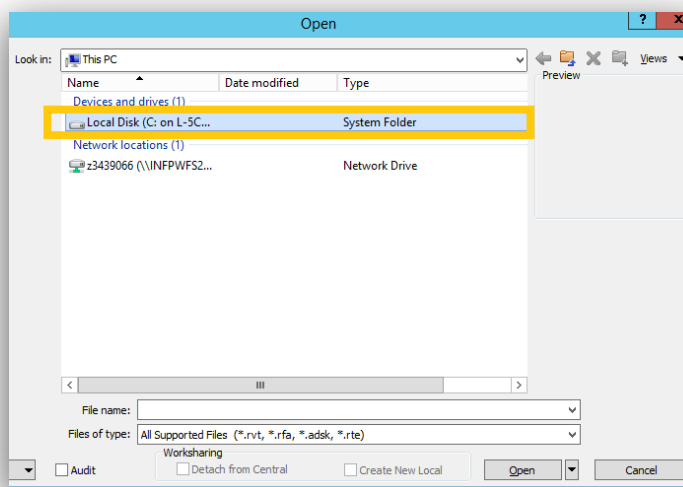 Open
? x
Look in: This PC Views
Name Date modified Type
Preview
Devices and drives (1)
Local Disk (C: on L-5C... System Folder
Network locations (1)
z3439066 (\\INFPWFS2... Network Drive
File name:
Files of type: All Supported Files (*.rvt, *.rfa, *.adsk, *.rte)
Worksharing
Audit Detach from Central Create New Local Open Cancel